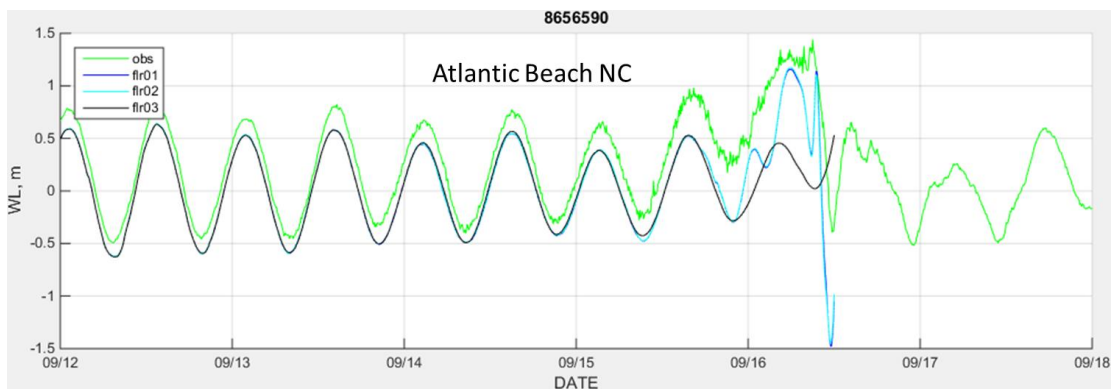 8656590
1.5
obs
flr01
flr02
flr03
Atlantic Beach NC
1
0.5
0
-0.5
-1
-1.5
WL, m
09/12 09/13 09/14 09/15 09/16 09/17 09/18
DATE